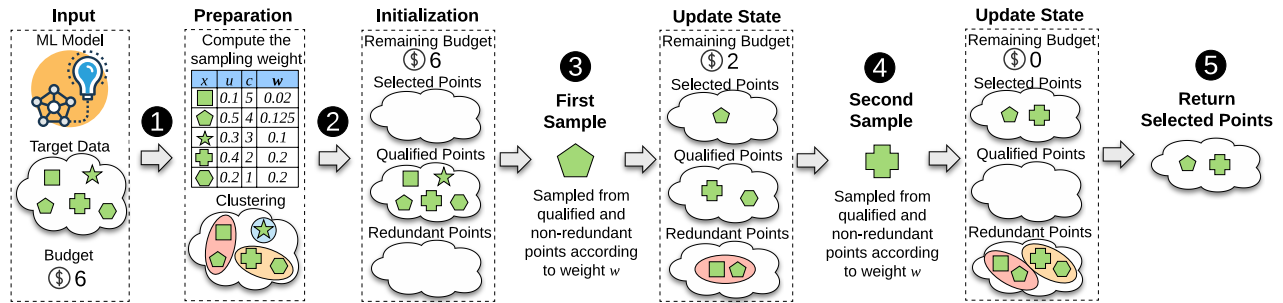 Input
ML Model
Target Data
Budget
$ 6
1
Preparation
Compute the
sampling weight
x u c w
0.1 5 0.02
0.5 4 0.125
0.3 3 0.1
0.4 2 0.2
0.2 1 0.2
Clustering
2
Initialization
Remaining Budget
$ 6
Selected Points
Qualified Points
Redundant Points
3
First
Sample
Sampled from
qualified and
non-redundant
points according
to weight w
Update State
Remaining Budget
$ 2
Selected Points
Qualified Points
Redundant Points
4
Second
Sample
Sampled from
qualified and
non-redundant
points according
to weight w
Update State
Remaining Budget
$ 0
Selected Points
Qualified Points
Redundant Points
5
Return
Selected Points